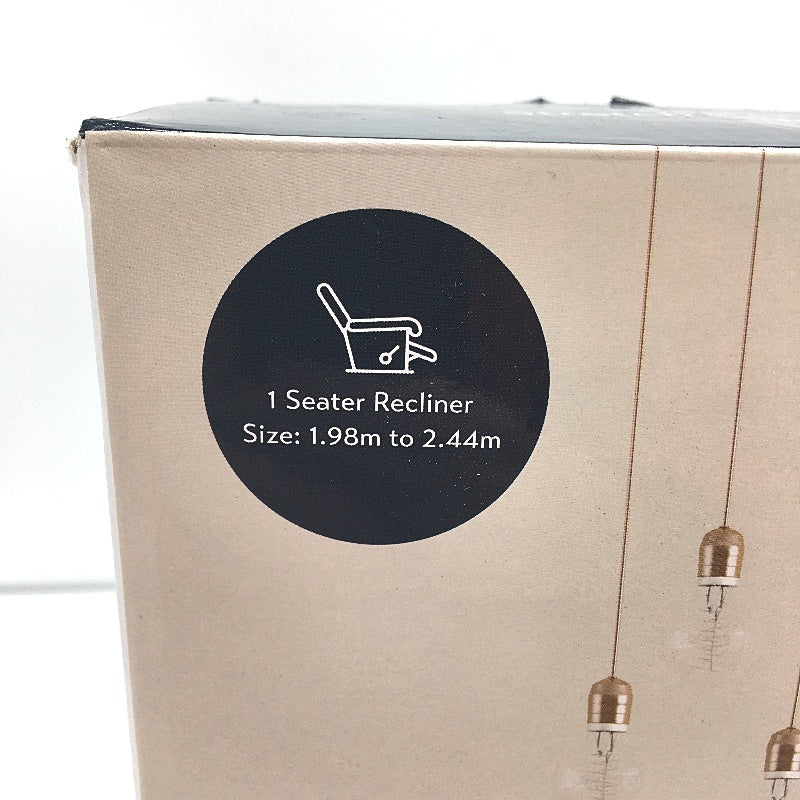 1 Seater Recliner
Size: 1.98m to 2.44m